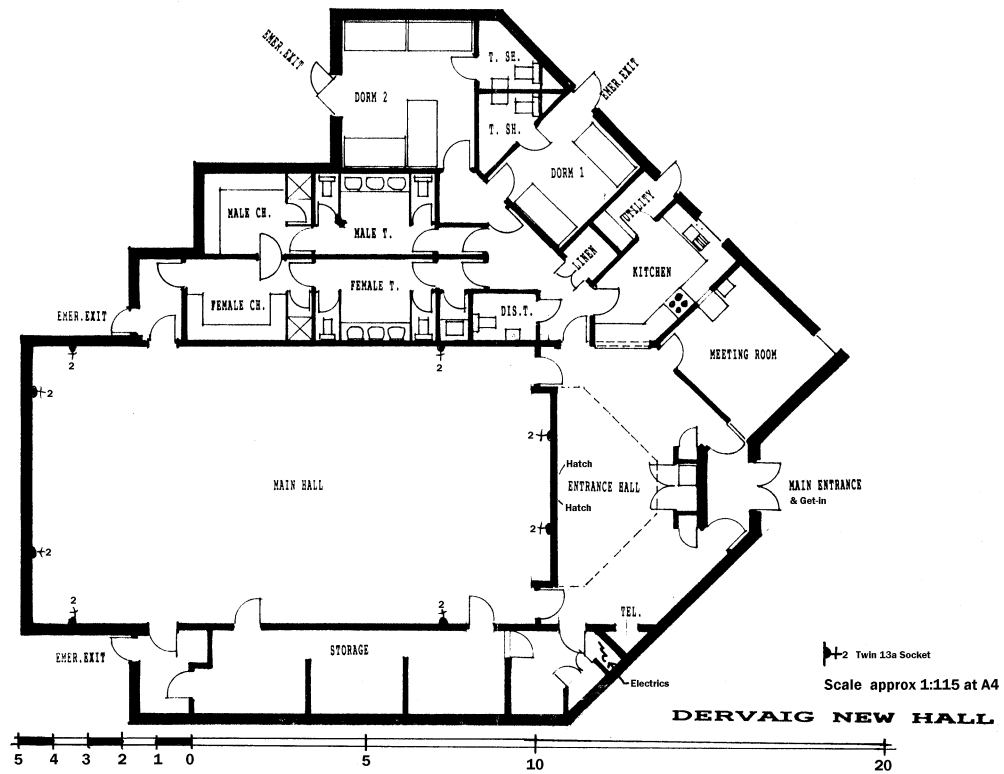 EMER.EXIT
EMER.EXIT
T. SH.
DORM 2
T. SH.
DORM 1
UTILITY
MALE CH.
MALE T.
LINEN
KITCHEN
FEMALE CH.
FEMALE T.
DIS.T.
EMER.EXIT
MEETING ROOM
2
2
2
2
2
Hatch
MAIN HALL
ENTRANCE HALL
MAIN ENTRANCE
& Get-in
Hatch
2
2
2
2
TEL.
EMER.EXIT
STORAGE
2 Twin 13a Socket
Electrics
Scale approx 1:115 at A4
DERVAIG NEW HALL
5 4 3 2 1 0 5 10 20